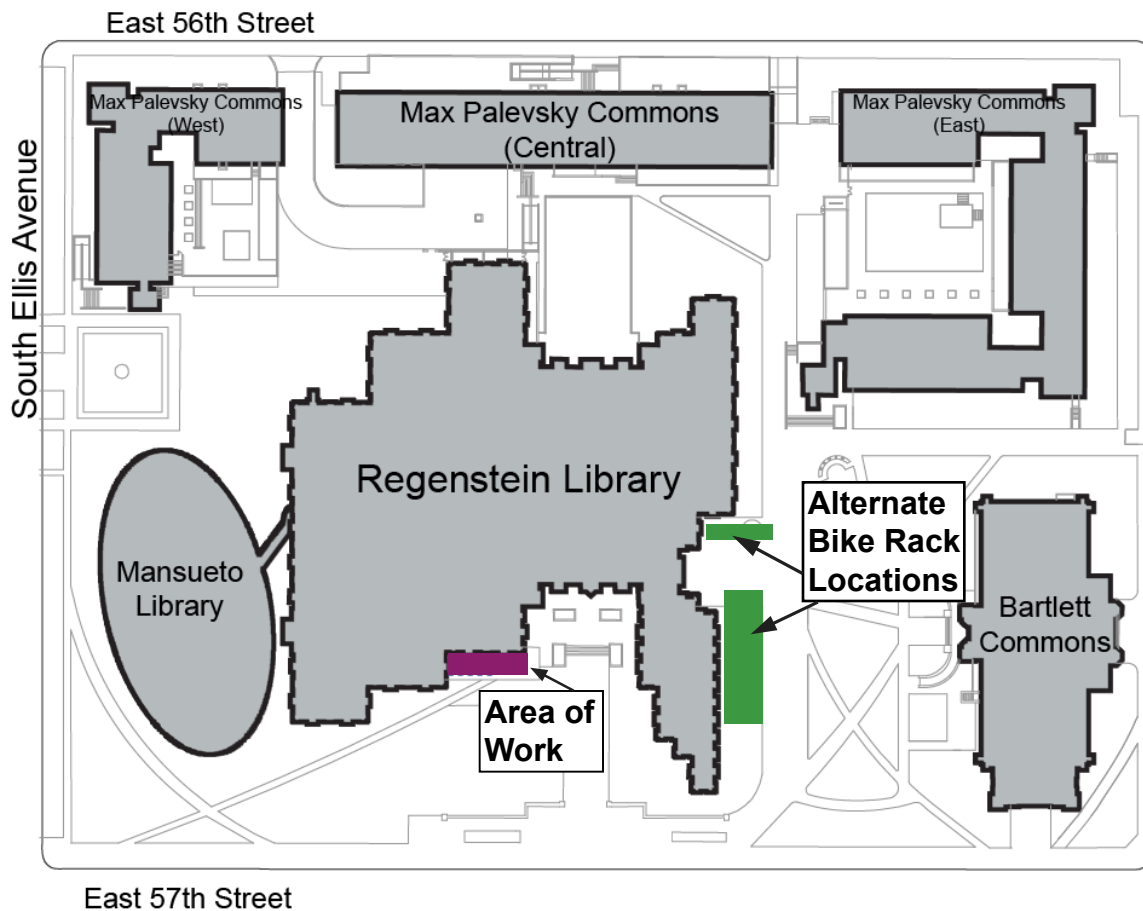 East 56th Street
Max Palevsky Commons
(West)
Max Palevsky Commons
(Central)
Max Palevsky Commons
(East)
South Ellis Avenue
Regenstein Library
Alternate
Bike Rack
Locations
Mansueto
Library
Bartlett
Commons
Area of
Work
East 57th Street